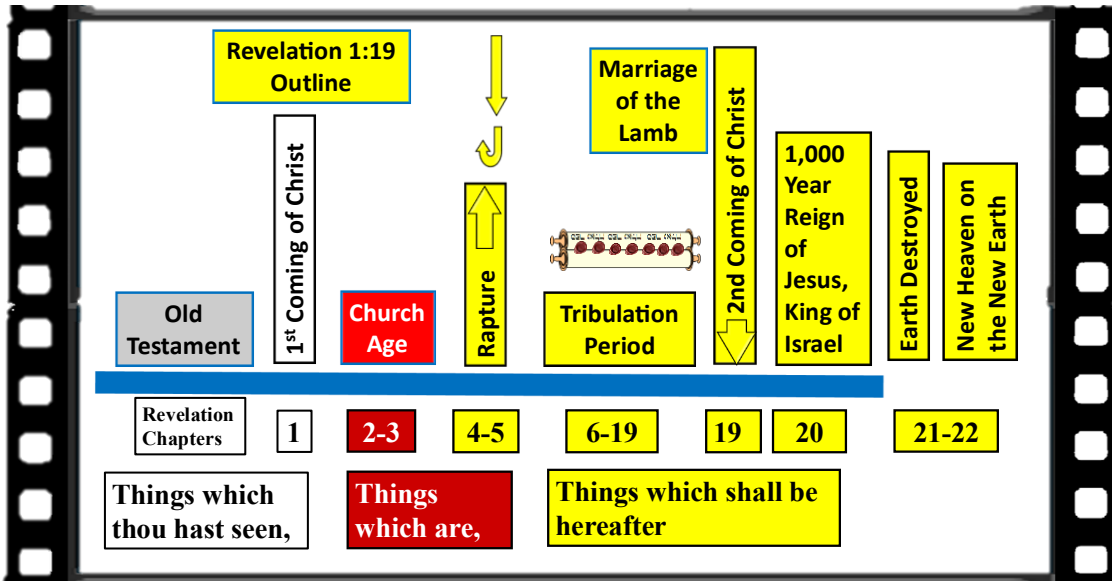 Revelation 1:19
Outline
Marriage
of the
Lamb
Old
Testament
1st Coming of Christ
Church
Age
Rapture
Tribulation
Period
2nd Coming of Christ
1,000
Year
Reign
of
Jesus,
King of
Israel
Earth Destroyed
New Heaven on
the New Earth
Revelation
Chapters
1
2-3
4-5
6-19
19
20
21-22
Things which
thou hast seen,
Things
which are,
Things which shall be
hereafter